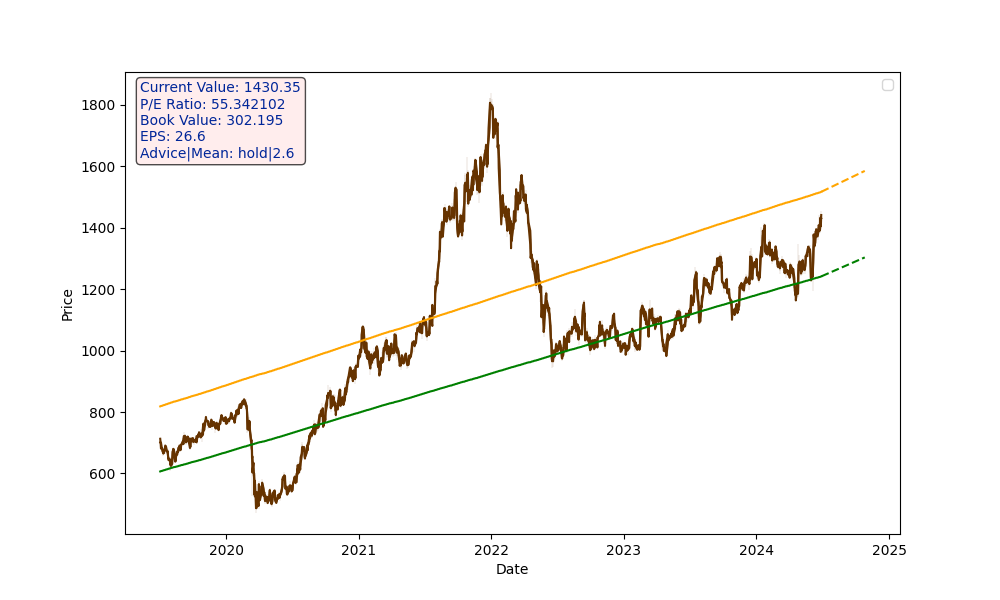 Current Value: 1430.35
P/E Ratio: 55.342102
Book Value: 302.195
EPS: 26.6
Advice|Mean: hold|2.6
1800
1600
1400
1200
1000
800
600
Price
2020 2021 2022 2023 2024 2025
Date